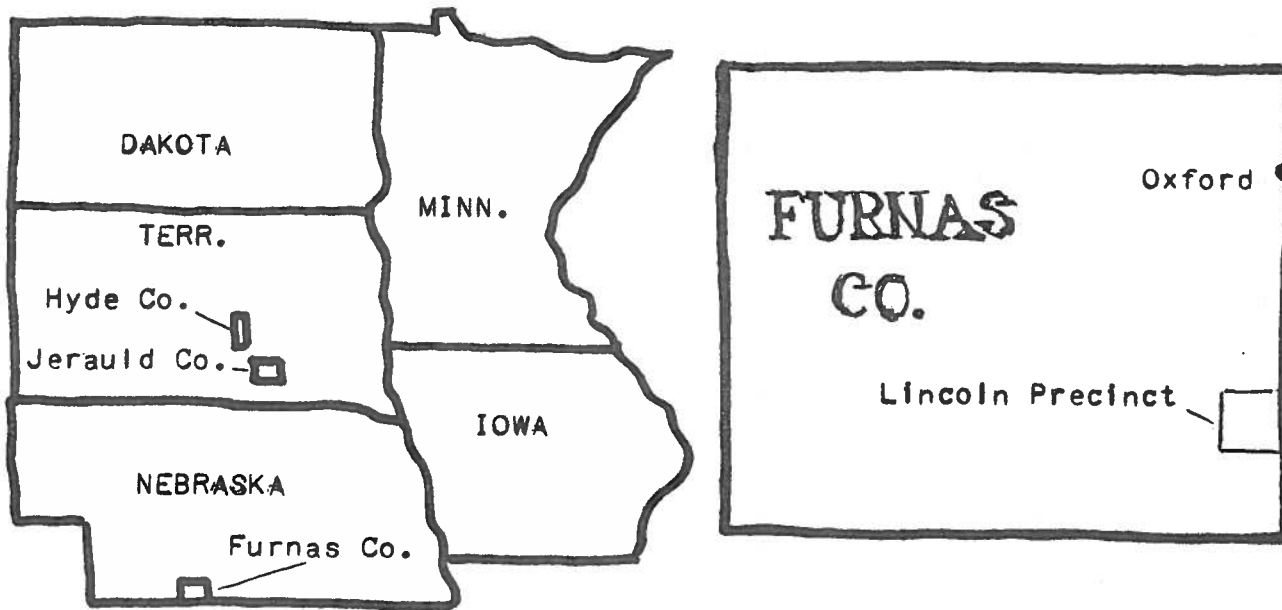 DAKOTA
TERR.
Hyde Co.
Jerauld Co.
MINN.
IOWA
NEBRASKA
Furnas Co.
FURNAS
CO.
Oxford
Lincoln Precinct